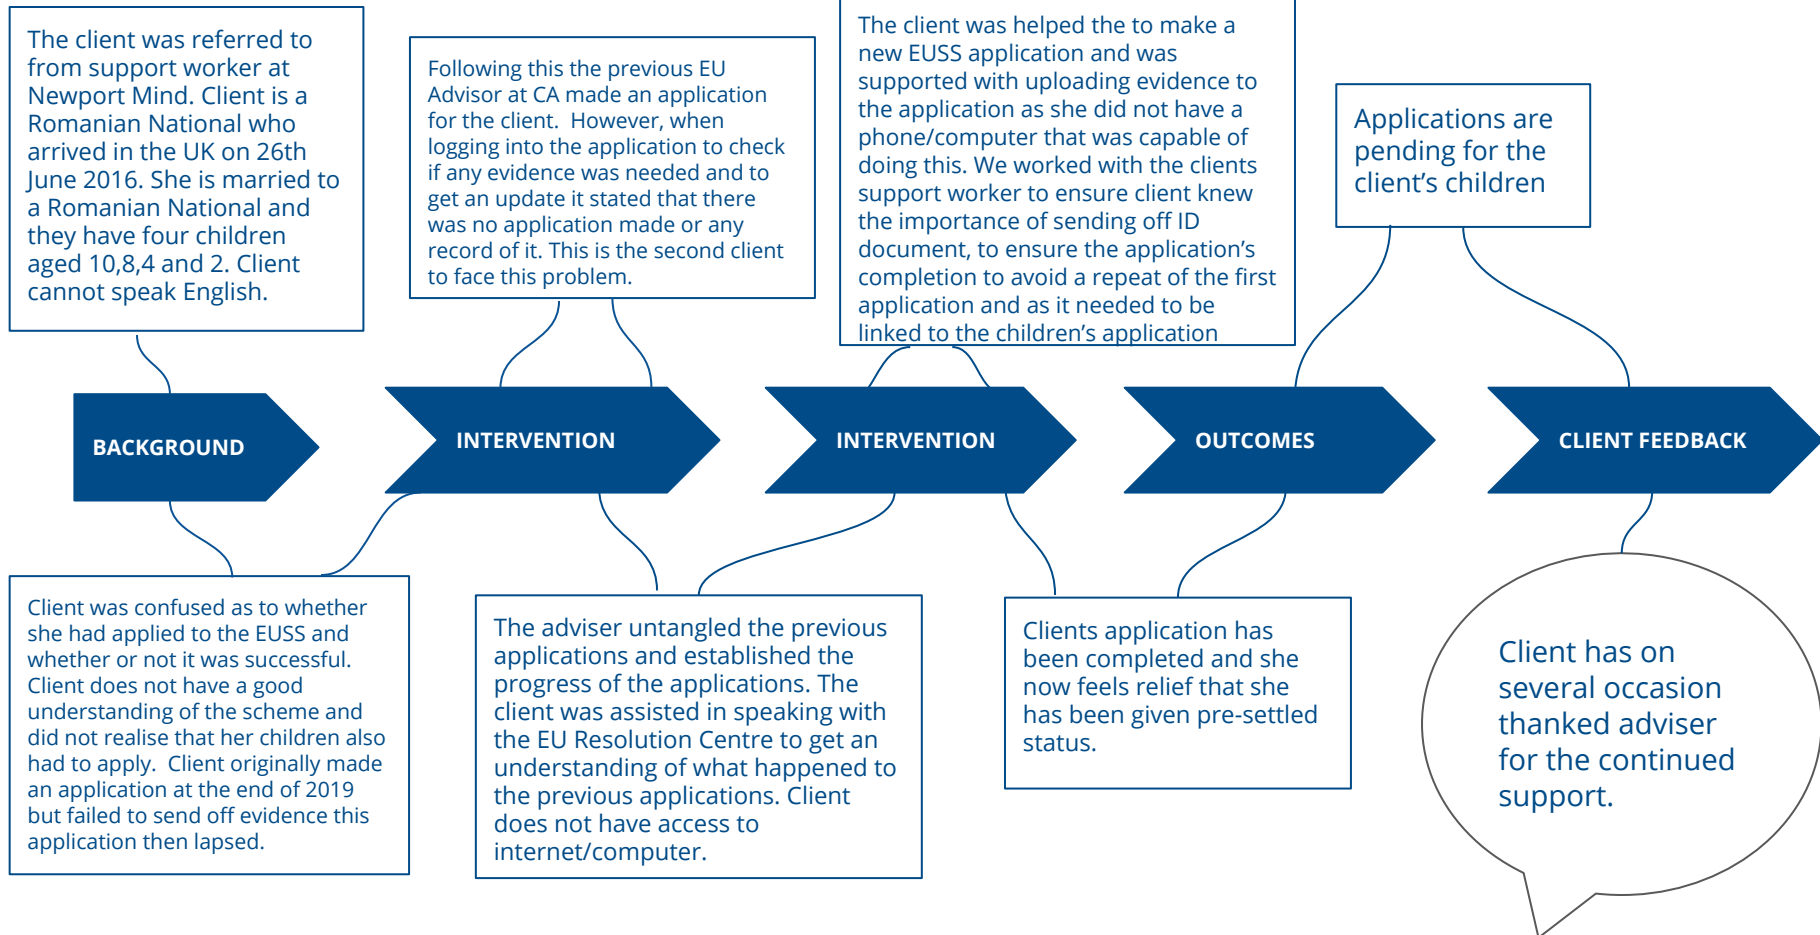 The client was referred to
from support worker at
Newport Mind. Client is a
Romanian National who
arrived in the UK on 26th
June 2016. She is married to
a Romanian National and
they have four children
aged 10,8,4 and 2. Client
cannot speak English.
Following this the previous EU
Advisor at CA made an application
for the client.  However, when
logging into the application to check
if any evidence was needed and to
get an update it stated that there
was no application made or any
record of it. This is the second client
to face this problem.
The client was helped the to make a
new EUSS application and was
supported with uploading evidence to
the application as she did not have a
phone/computer that was capable of
doing this. We worked with the clients
support worker to ensure client knew
the importance of sending off ID
document, to ensure the application's
completion to avoid a repeat of the first
application and as it needed to be
linked to the children's application
Applications are
pending for the
client's children
BACKGROUND
INTERVENTION
INTERVENTION
OUTCOMES
CLIENT FEEDBACK
Client was confused as to whether
she had applied to the EUSS and
whether or not it was successful.
Client does not have a good
understanding of the scheme and
did not realise that her children also
had to apply.  Client originally made
an application at the end of 2019
but failed to send off evidence this
application then lapsed.
The adviser untangled the previous
applications and established the
progress of the applications. The
client was assisted in speaking with
the EU Resolution Centre to get an
understanding of what happened to
the previous applications. Client
does not have access to
internet/computer.
Clients application has
been completed and she
now feels relief that she
has been given pre-settled
status.
Client has on
several occasion
thanked adviser
for the continued
support.